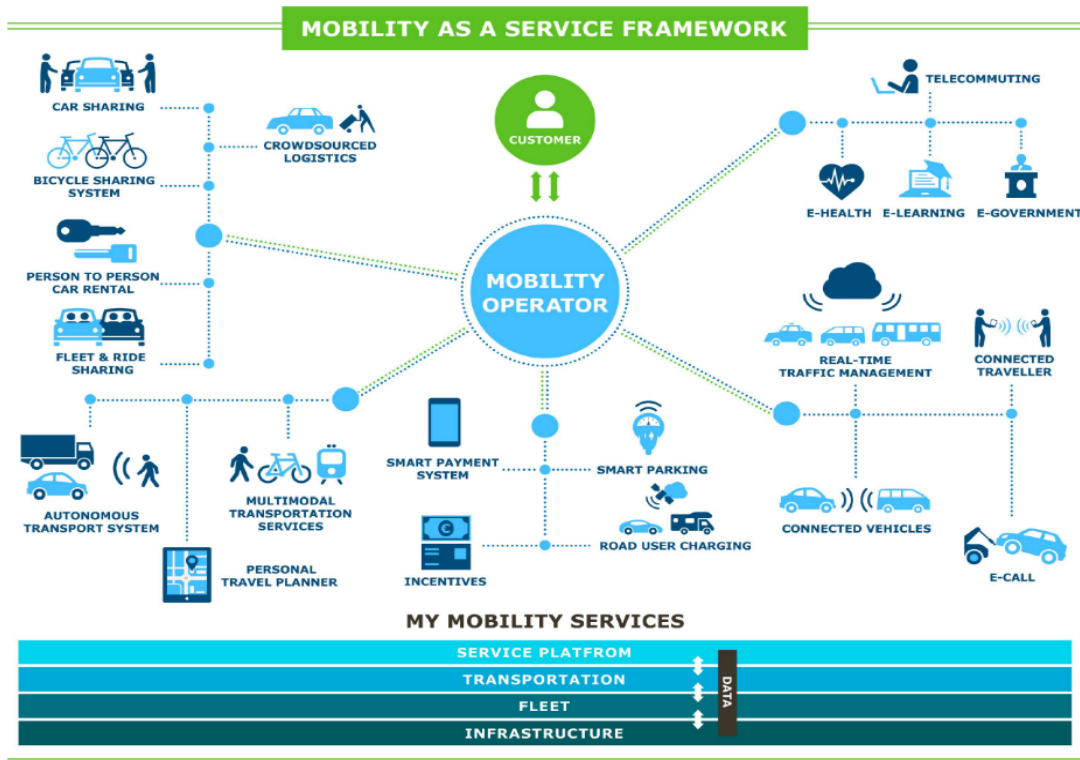 MOBILITY AS A SERVICE FRAMEWORK
CUSTOMER
MOBILITY
OPERATOR
CAR SHARING
CROWDSOURCED
LOGISTICS
BICYCLE SHARING
SYSTEM
PERSON TO PERSON
CAR RENTAL
FLEET & RIDE
SHARING
TELECOMMUTING
E-HEALTH
E-LEARNING
E-GOVERNMENT
REAL-TIME
TRAFFIC MANAGEMENT
CONNECTED
TRAVELLER
CONNECTED VEHICLES
E-CALL
AUTONOMOUS
TRANSPORT SYSTEM
MULTIMODAL
TRANSPORTATION
SERVICES
PERSONAL
TRAVEL PLANNER
SMART PAYMENT
SYSTEM
SMART PARKING
INCENTIVES
ROAD USER CHARGING
MY MOBILITY SERVICES
SERVICE PLATFROM
TRANSPORTATION
FLEET
INFRASTRUCTURE
DATA